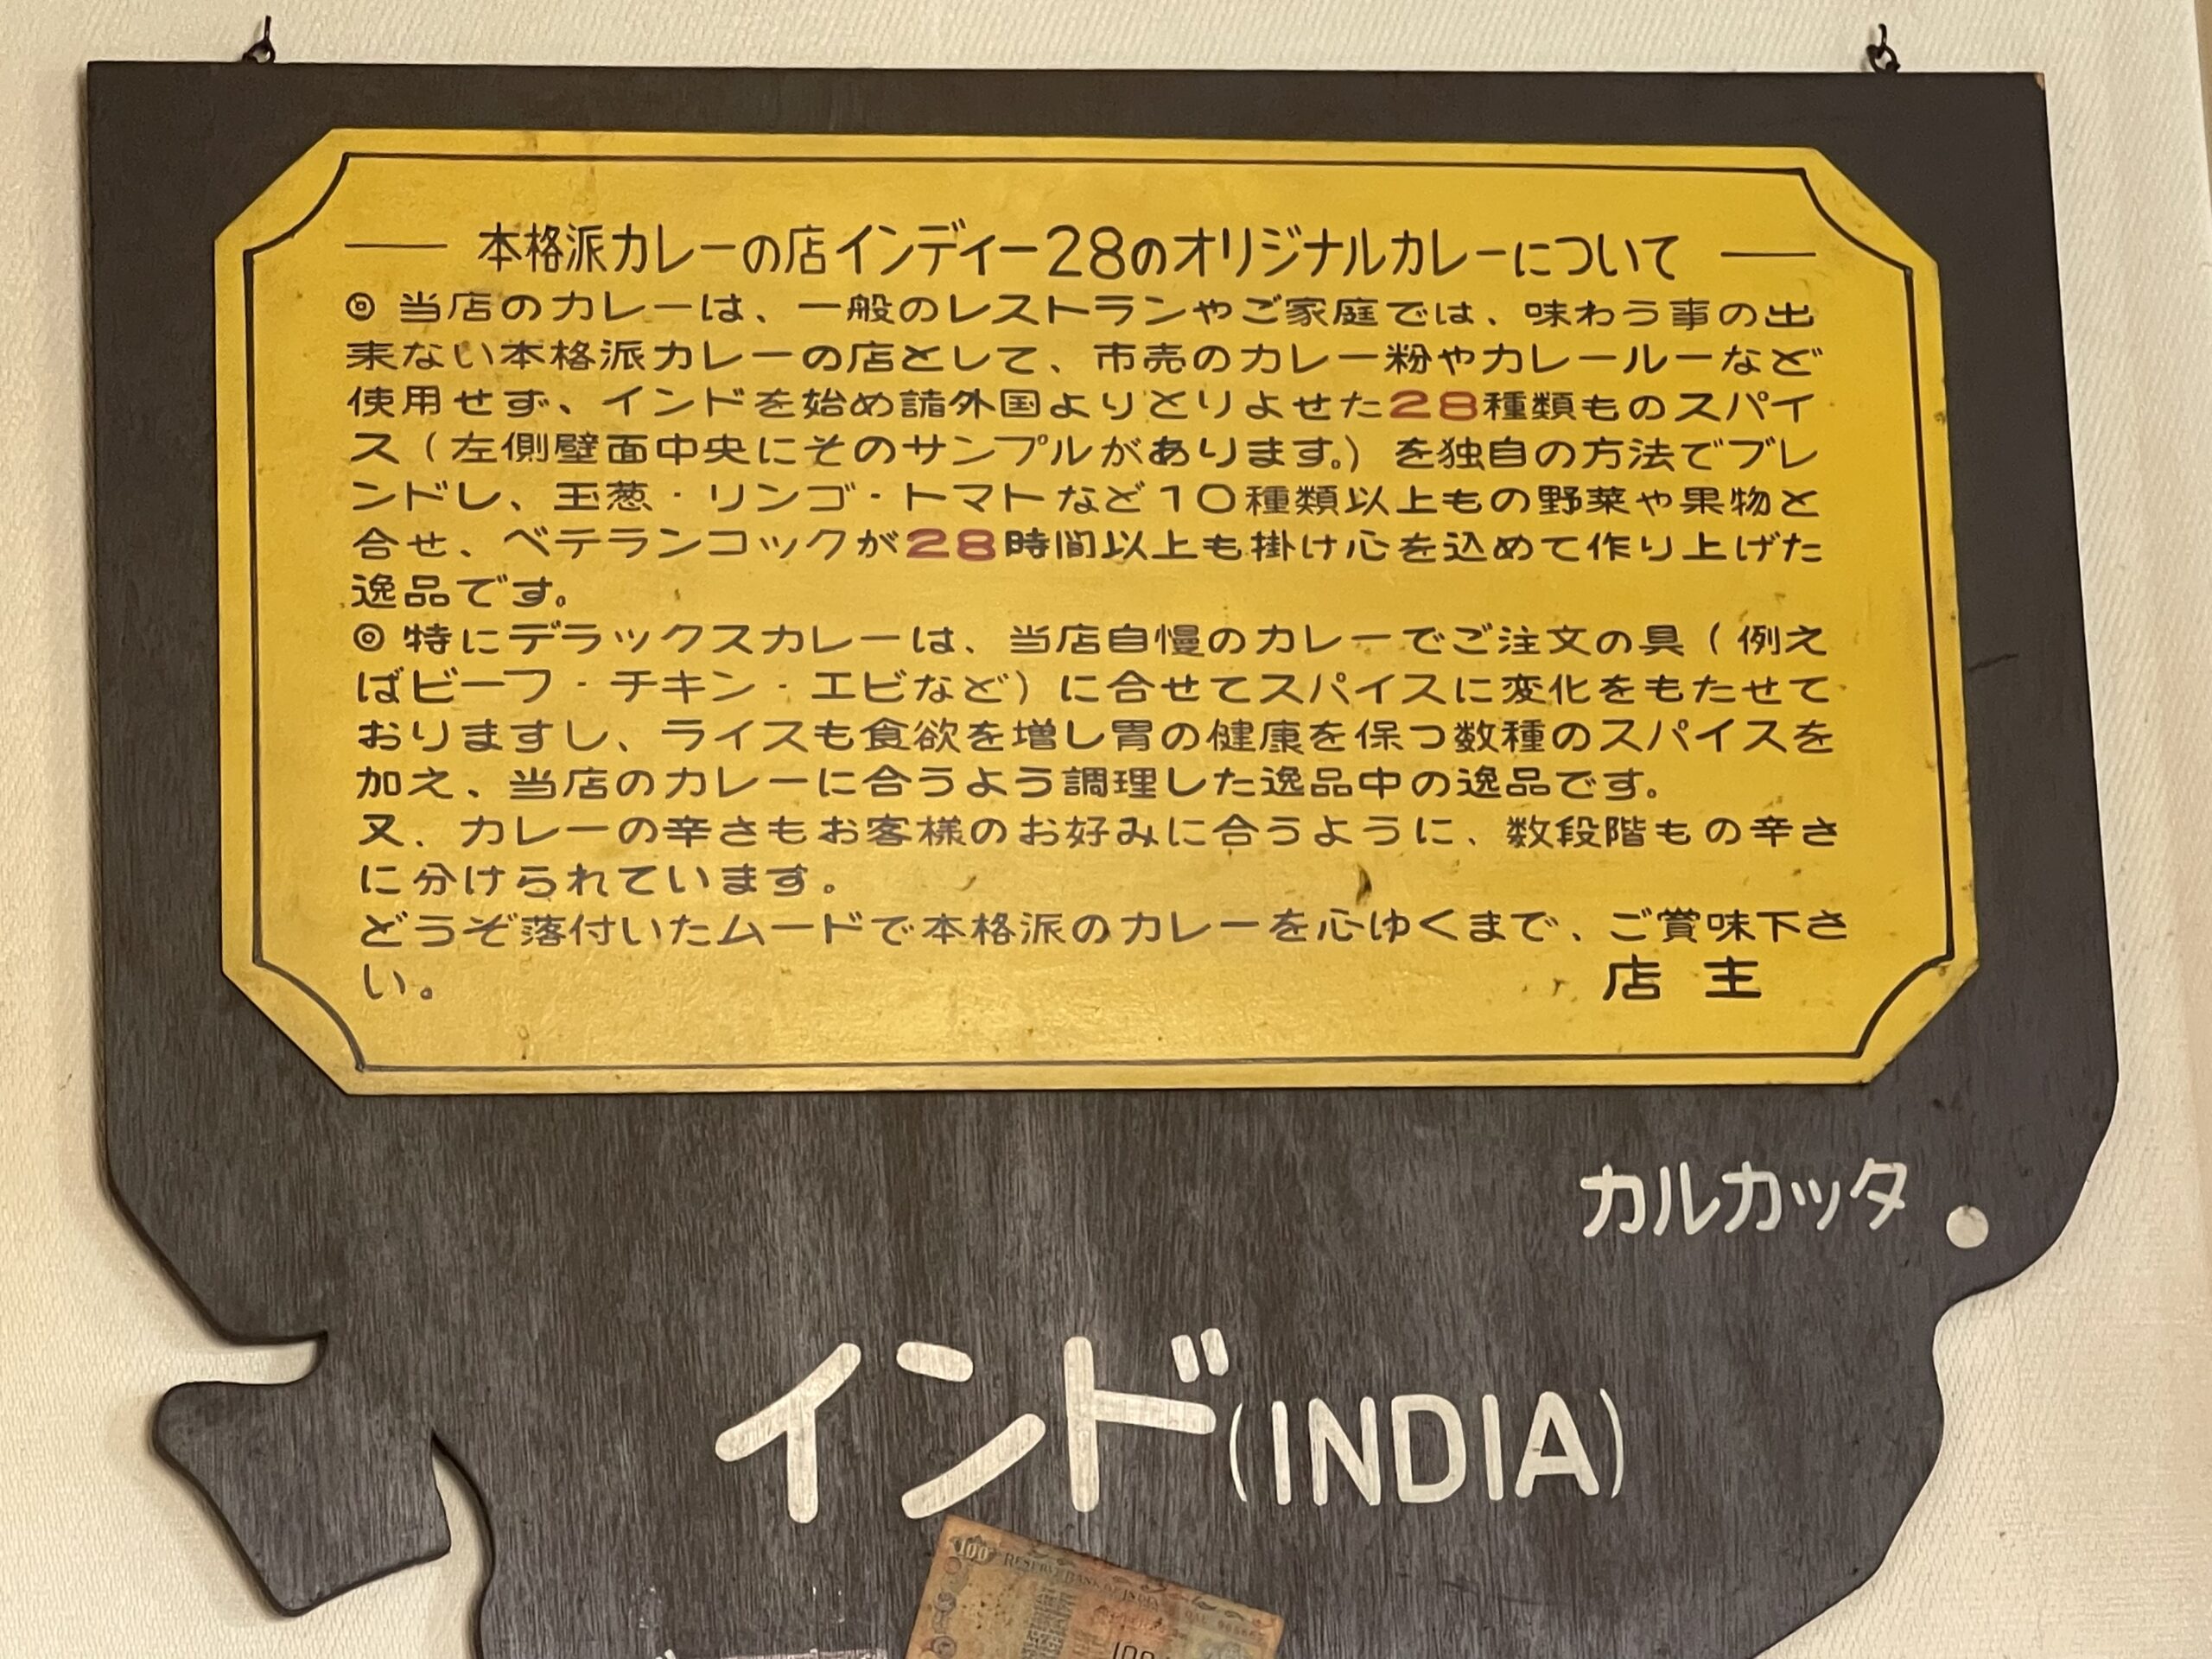 ― 本格派カレーの店インディー28のオリジナルカレーについて ―
◎ 当店のカレーは、一般のレストランやご家庭では、味わう事の出
来ない本格派カレーの店として、市売のカレー粉やカレールーなど
使用せず、インドを始め諸外国よりとりよせた28種類ものスパイ
ス(左側壁面中央にそのサンプルがあります。)を独自の方法でブレ
ンドし、玉葱・リンゴ・トマトなど10種類以上もの野菜や果物と
合せ、ベテランコックが28時間以上も掛け心を込めて作り上げた
逸品です。
◎ 特にデラックスカレーは、当店自慢のカレーでご注文の具(例え
ばビーフ・チキン・エビなど)に合せてスパイスに変化をもたせて
おりますし、ライスも食欲を増し胃の健康を保つ数種のスパイスを
加え、当店のカレーに合うよう調理した逸品中の逸品です。
又、カレーの辛さもお客様のお好みに合うように、数段階もの辛さ
に分けられています。
どうぞ落付いたムードで本格派のカレーを心ゆくまで、ご賞味下さ
い。 店主
カルカッタ
インド(INDIA)
100 RESERVE BANK OF INDIA